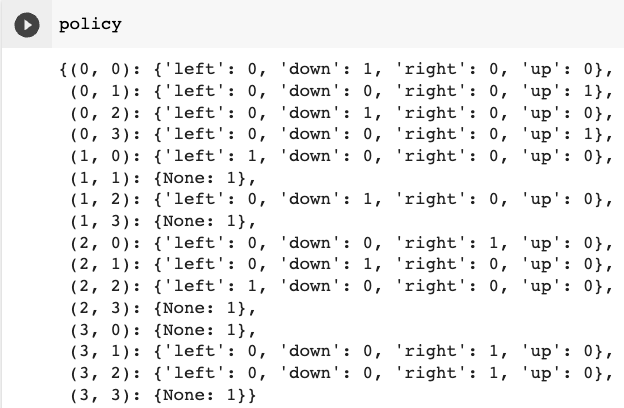 policy
{(0, 0): {'left': 0, 'down': 1, 'right': 0, 'up': 0},
(0, 1): {'left': 0, 'down': 0, 'right': 0, 'up': 1},
(0, 2): {'left': 0, 'down': 1, 'right': 0, 'up': 0},
(0, 3): {'left': 0, 'down': 0, 'right': 0, 'up': 1},
(1, 0): {'left': 1, 'down': 0, 'right': 0, 'up': 0},
(1, 1): {None: 1},
(1, 2): {'left': 0, 'down': 1, 'right': 0, 'up': 0},
(1, 3): {None: 1},
(2, 0): {'left': 0, 'down': 0, 'right': 1, 'up': 0},
(2, 1): {'left': 0, 'down': 1, 'right': 0, 'up': 0},
(2, 2): {'left': 1, 'down': 0, 'right': 0, 'up': 0},
(2, 3): {None: 1},
(3, 0): {None: 1},
(3, 1): {'left': 0, 'down': 0, 'right': 1, 'up': 0},
(3, 2): {'left': 0, 'down': 0, 'right': 1, 'up': 0},
(3, 3): {None: 1}}